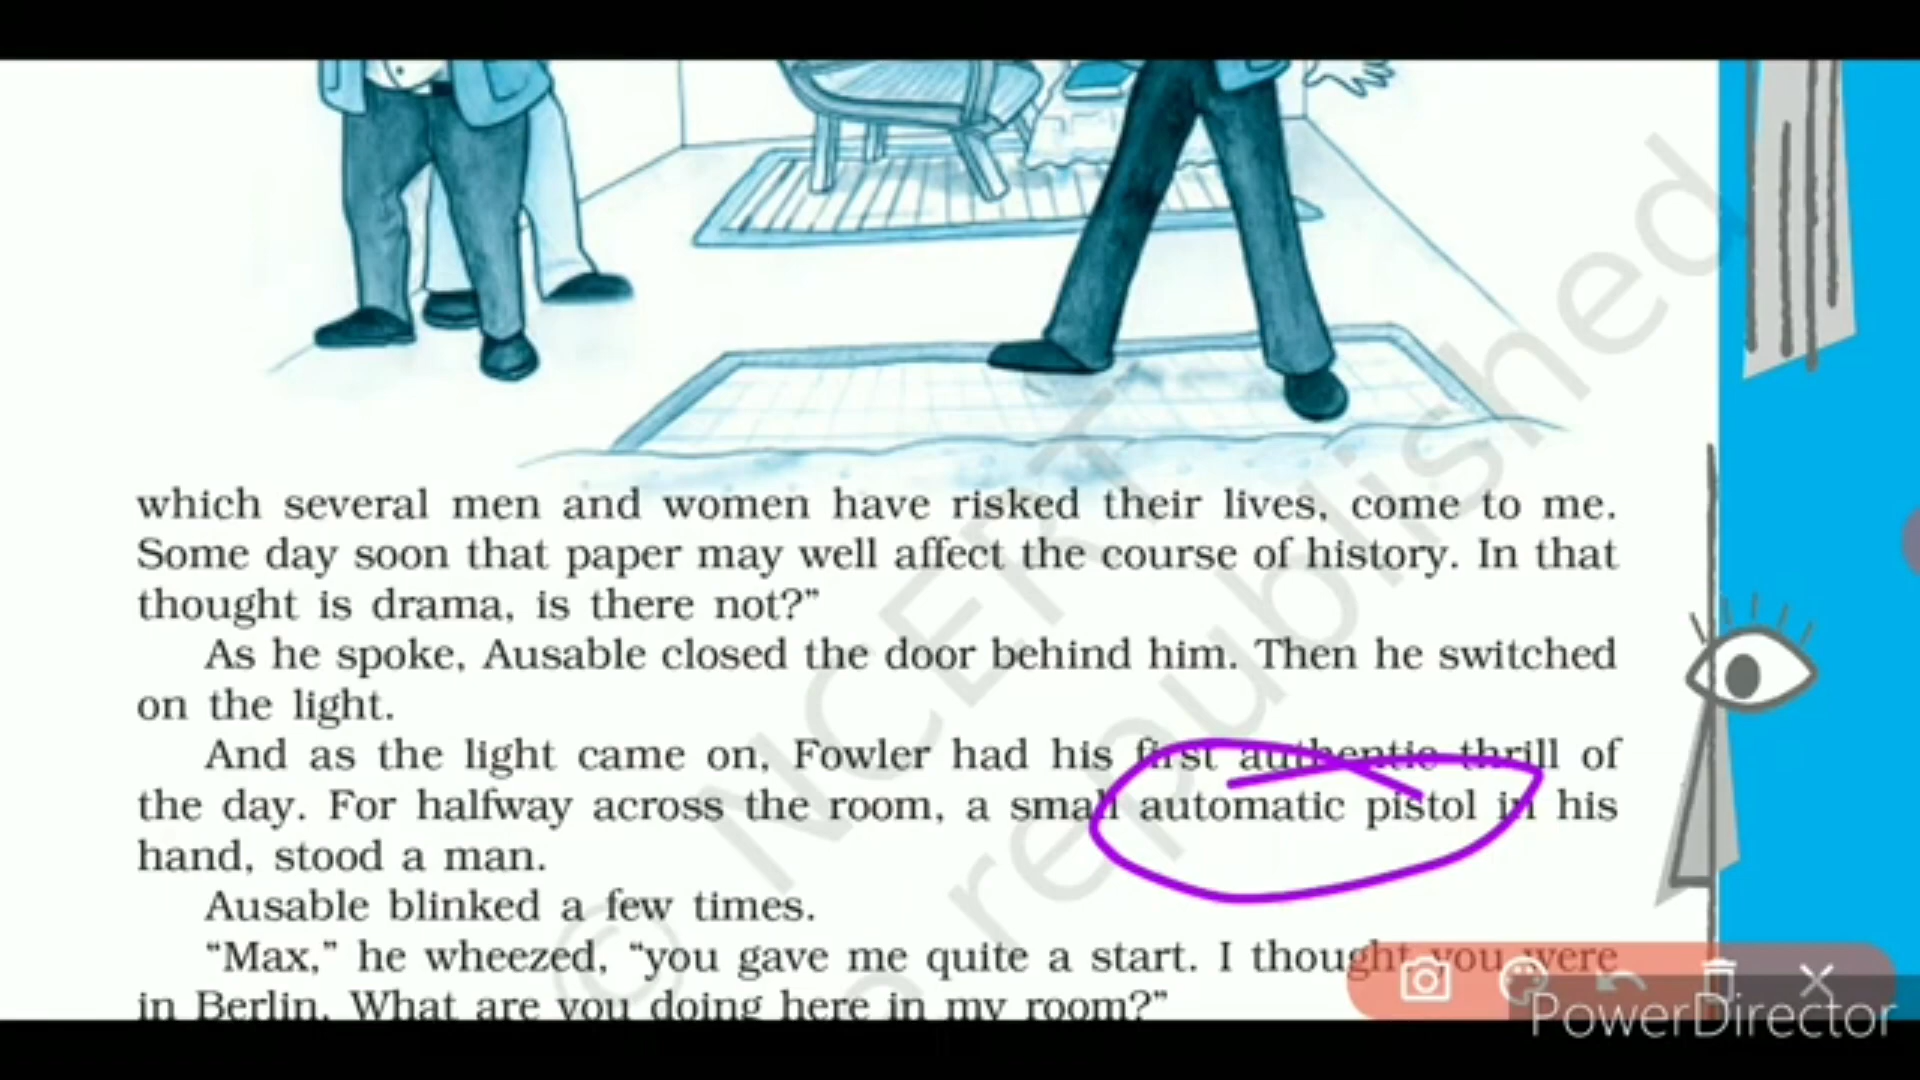 which several men and women have risked their lives, come to me.
Some day soon that paper may well affect the course of history. In that
thought is drama, is there not?”
As he spoke, Ausable closed the door behind him. Then he switched
on the light.
And as the light came on, Fowler had his first authentic thrill of
the day. For halfway across the room, a small automatic pistol in his
hand, stood a man.
Ausable blinked a few times.
“Max,” he wheezed, “you gave me quite a start. I thought you were
in Berlin. What are you doing here in my room?”
© NCERT
republished
PowerDirector